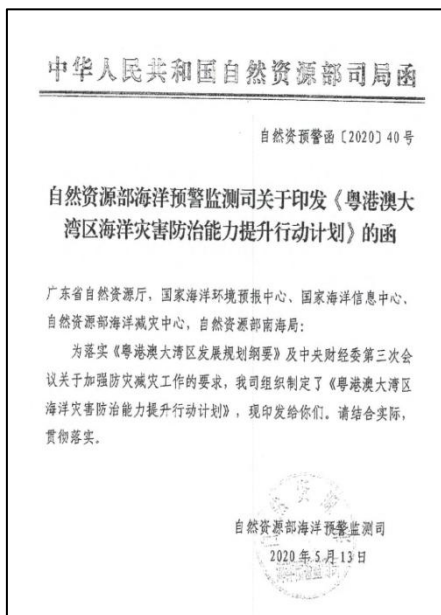 中华人民共和国自然资源部司局函
自然资预警函〔2020〕40号
自然资源部海洋预警监测司关于印发《粤港澳大
湾区海洋灾害防治能力提升行动计划》的函
广东省自然资源厅，国家海洋环境预报中心、国家海洋信息中心、
自然资源部海洋减灾中心，自然资源部南海局：
为落实《粤港澳大湾区发展规划纲要》及中央财经委第三次会
议关于加强防灾减灾工作的要求，我司组织制定了《粤港澳大湾区
海洋灾害防治能力提升行动计划》，现印发给你们。请结合实际，
贯彻落实。
自然资源部海洋预警监测司
2020年5月13日